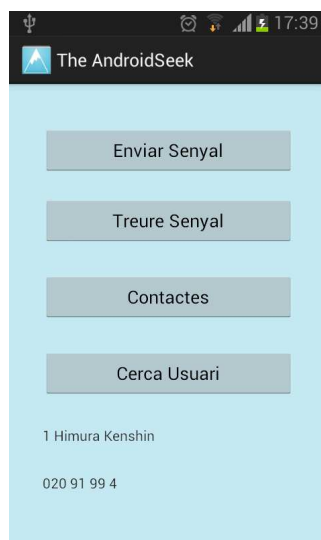 17:39
The AndroidSeek
Enviar Senyal
Treure Senyal
Contactes
Cerca Usuari
1 Himura Kenshin
020 91 99 4